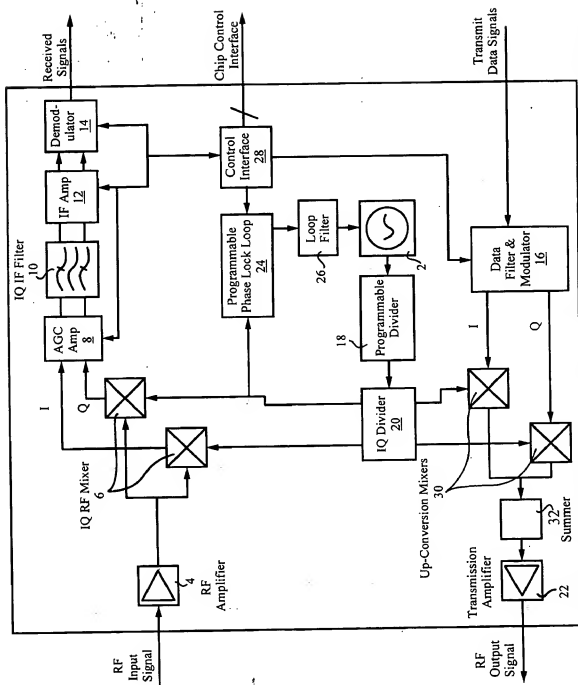 Received Signals
Chip Control
Interface
Transmit
Data Signals
Demod-
ulator
14
IF Amp
12
IQ IF Filter
10
AGC
Amp
8
Control
Interface
28
Programmable
Phase Lock Loop
24
Loop
Filter
26
2
Programmable
Divider
18
IQ Divider
20
Data
Filter &
Modulator
16
I
Q
I
Q
IQ RF Mixer
6
Up-Conversion Mixers
30
32
Summer
4
RF
Amplifier
Transmission
Amplifier
22
RF
Input
Signal
RF
Output
Signal